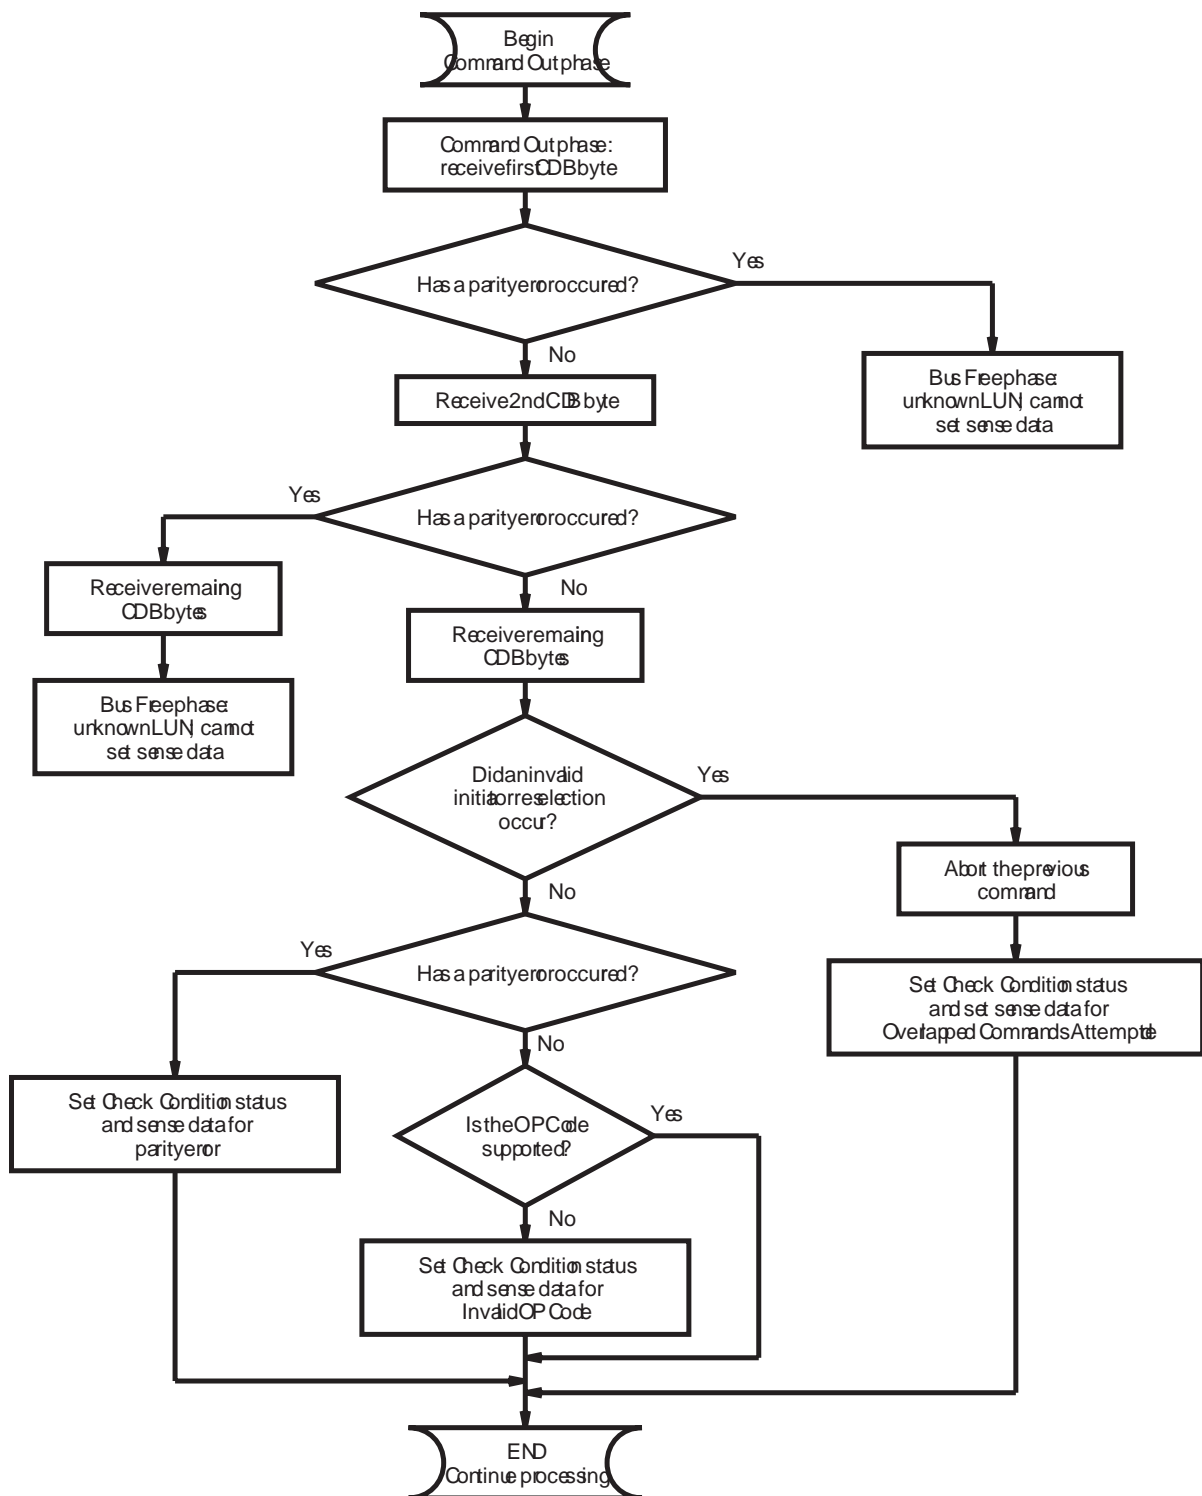 Begin
Command Out phase
Command Out phase:
receive first CDB byte
Has a parity error occurred?
Yes
No
Bus Free phase:
unknown LUN, cannot
set sense data
Receive 2nd CDB byte
Yes
Has a parity error occurred?
No
Receive remaining
CDB bytes
Receive remaining
CDB bytes
Bus Free phase:
unknown LUN, cannot
set sense data
Did an invalid
initiator reselection
occur?
Yes
No
Abort the previous
command
Yes
Has a parity error occurred?
No
Set Check Condition status
and set sense data for
Overlapped Commands Attempted
Set Check Condition status
and sense data for
parity error
Is the OP Code
supported?
Yes
No
Set Check Condition status
and sense data for
Invalid OP Code
END
Continue processing